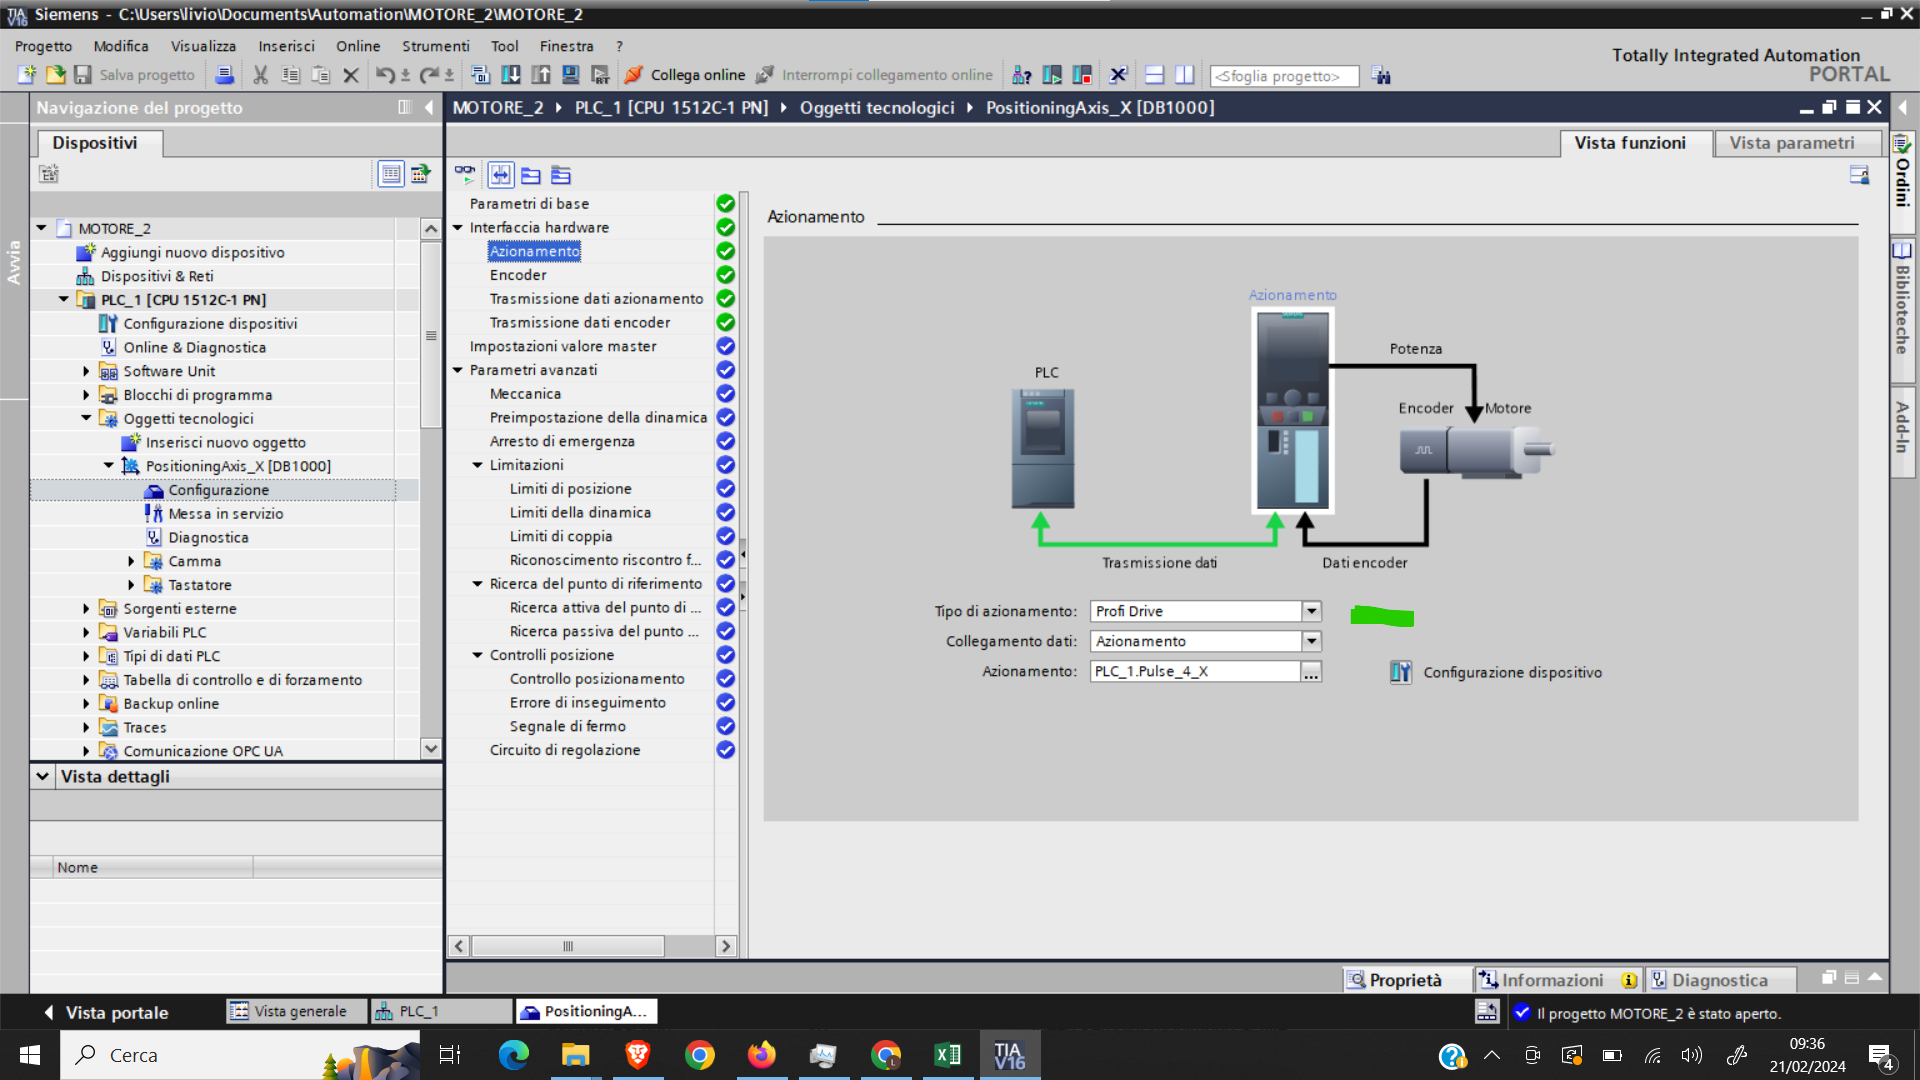 Siemens - C:\Users\livio\Documents\Automation\MOTORE_2\MOTORE_2
Progetto Modifica Visualizza Inserisci Online Strumenti Tool Finestra ?
Salva progetto Collega online Interrompi collegamento online <Sfoglia progetto>
Totally Integrated Automation
PORTAL
Navigazione del progetto
MOTORE_2 PLC_1 [CPU 1512C-1 PN] Oggetti tecnologici PositioningAxis_X [DB1000]
Dispositivi
Vista funzioni Vista parametri
Avvia
MOTORE_2
Aggiungi nuovo dispositivo
Dispositivi & Reti
PLC_1 [CPU 1512C-1 PN]
Configurazione dispositivi
Online & Diagnostica
Software Unit
Blocchi di programma
Oggetti tecnologici
Inserisci nuovo oggetto
PositioningAxis_X [DB1000]
Configurazione
Messa in servizio
Diagnostica
Camma
Tastatore
Sorgenti esterne
Variabili PLC
Tipi di dati PLC
Tabella di controllo e di forzamento
Backup online
Traces
Comunicazione OPC UA
Vista dettagli
Nome
Parametri di base
Interfaccia hardware
Azionamento
Encoder
Trasmissione dati azionamento
Trasmissione dati encoder
Impostazioni valore master
Parametri avanzati
Meccanica
Preimpostazione della dinamica
Arresto di emergenza
Limitazioni
Limiti di posizione
Limiti della dinamica
Limiti di coppia
Riconoscimento riscontro f...
Ricerca del punto di riferimento
Ricerca attiva del punto di ...
Ricerca passiva del punto ...
Controlli posizione
Controllo posizionamento
Errore di inseguimento
Segnale di fermo
Circuito di regolazione
Azionamento
Azionamento
PLC
Potenza
Encoder Motore
Trasmissione dati
Dati encoder
Tipo di azionamento: Profi Drive
Collegamento dati: Azionamento
Azionamento: PLC_1.Pulse_4_X ...
Configurazione dispositivo
Ordini
Biblioteche
Add-In
Proprietà Informazioni Diagnostica
Vista portale Vista generale PLC_1 PositioningA...
Il progetto MOTORE_2 è stato aperto.
Cerca
TIA V16
09:36
21/02/2024
4